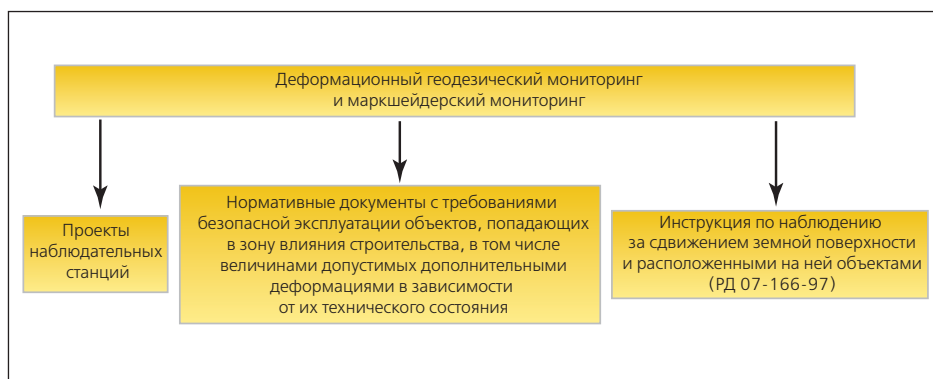 Деформационный геодезический мониторинг
и маркшейдерский мониторинг
Проекты
наблюдательных
станций
Нормативные документы с требованиями
безопасной эксплуатации объектов, попадающих
в зону влияния строительства, в том числе
величинами допустимых дополнительными
деформациями в зависимости
от их технического состояния
Инструкция по наблюдению
за сдвижением земной поверхности
и расположенными на ней объектами
(РД 07-166-97)